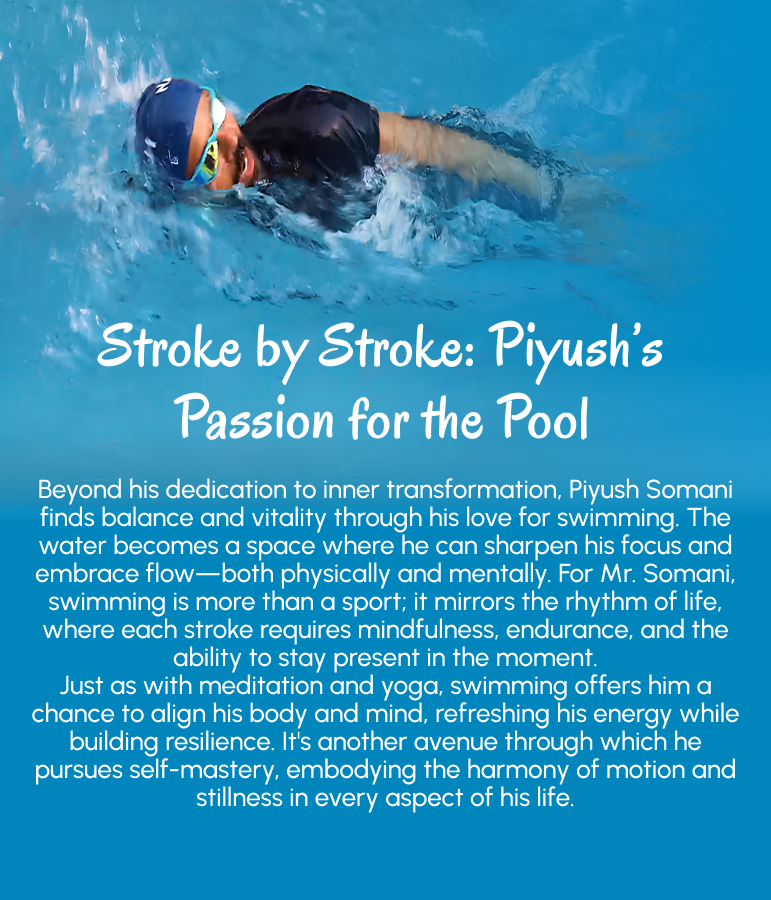 Stroke by Stroke: Piyush’s
Passion for the Pool
Beyond his dedication to inner transformation, Piyush Somani
finds balance and vitality through his love for swimming. The
water becomes a space where he can sharpen his focus and
embrace flow—both physically and mentally. For Mr. Somani,
swimming is more than a sport; it mirrors the rhythm of life,
where each stroke requires mindfulness, endurance, and the
ability to stay present in the moment.
Just as with meditation and yoga, swimming offers him a
chance to align his body and mind, refreshing his energy while
building resilience. It's another avenue through which he
pursues self-mastery, embodying the harmony of motion and
stillness in every aspect of his life.